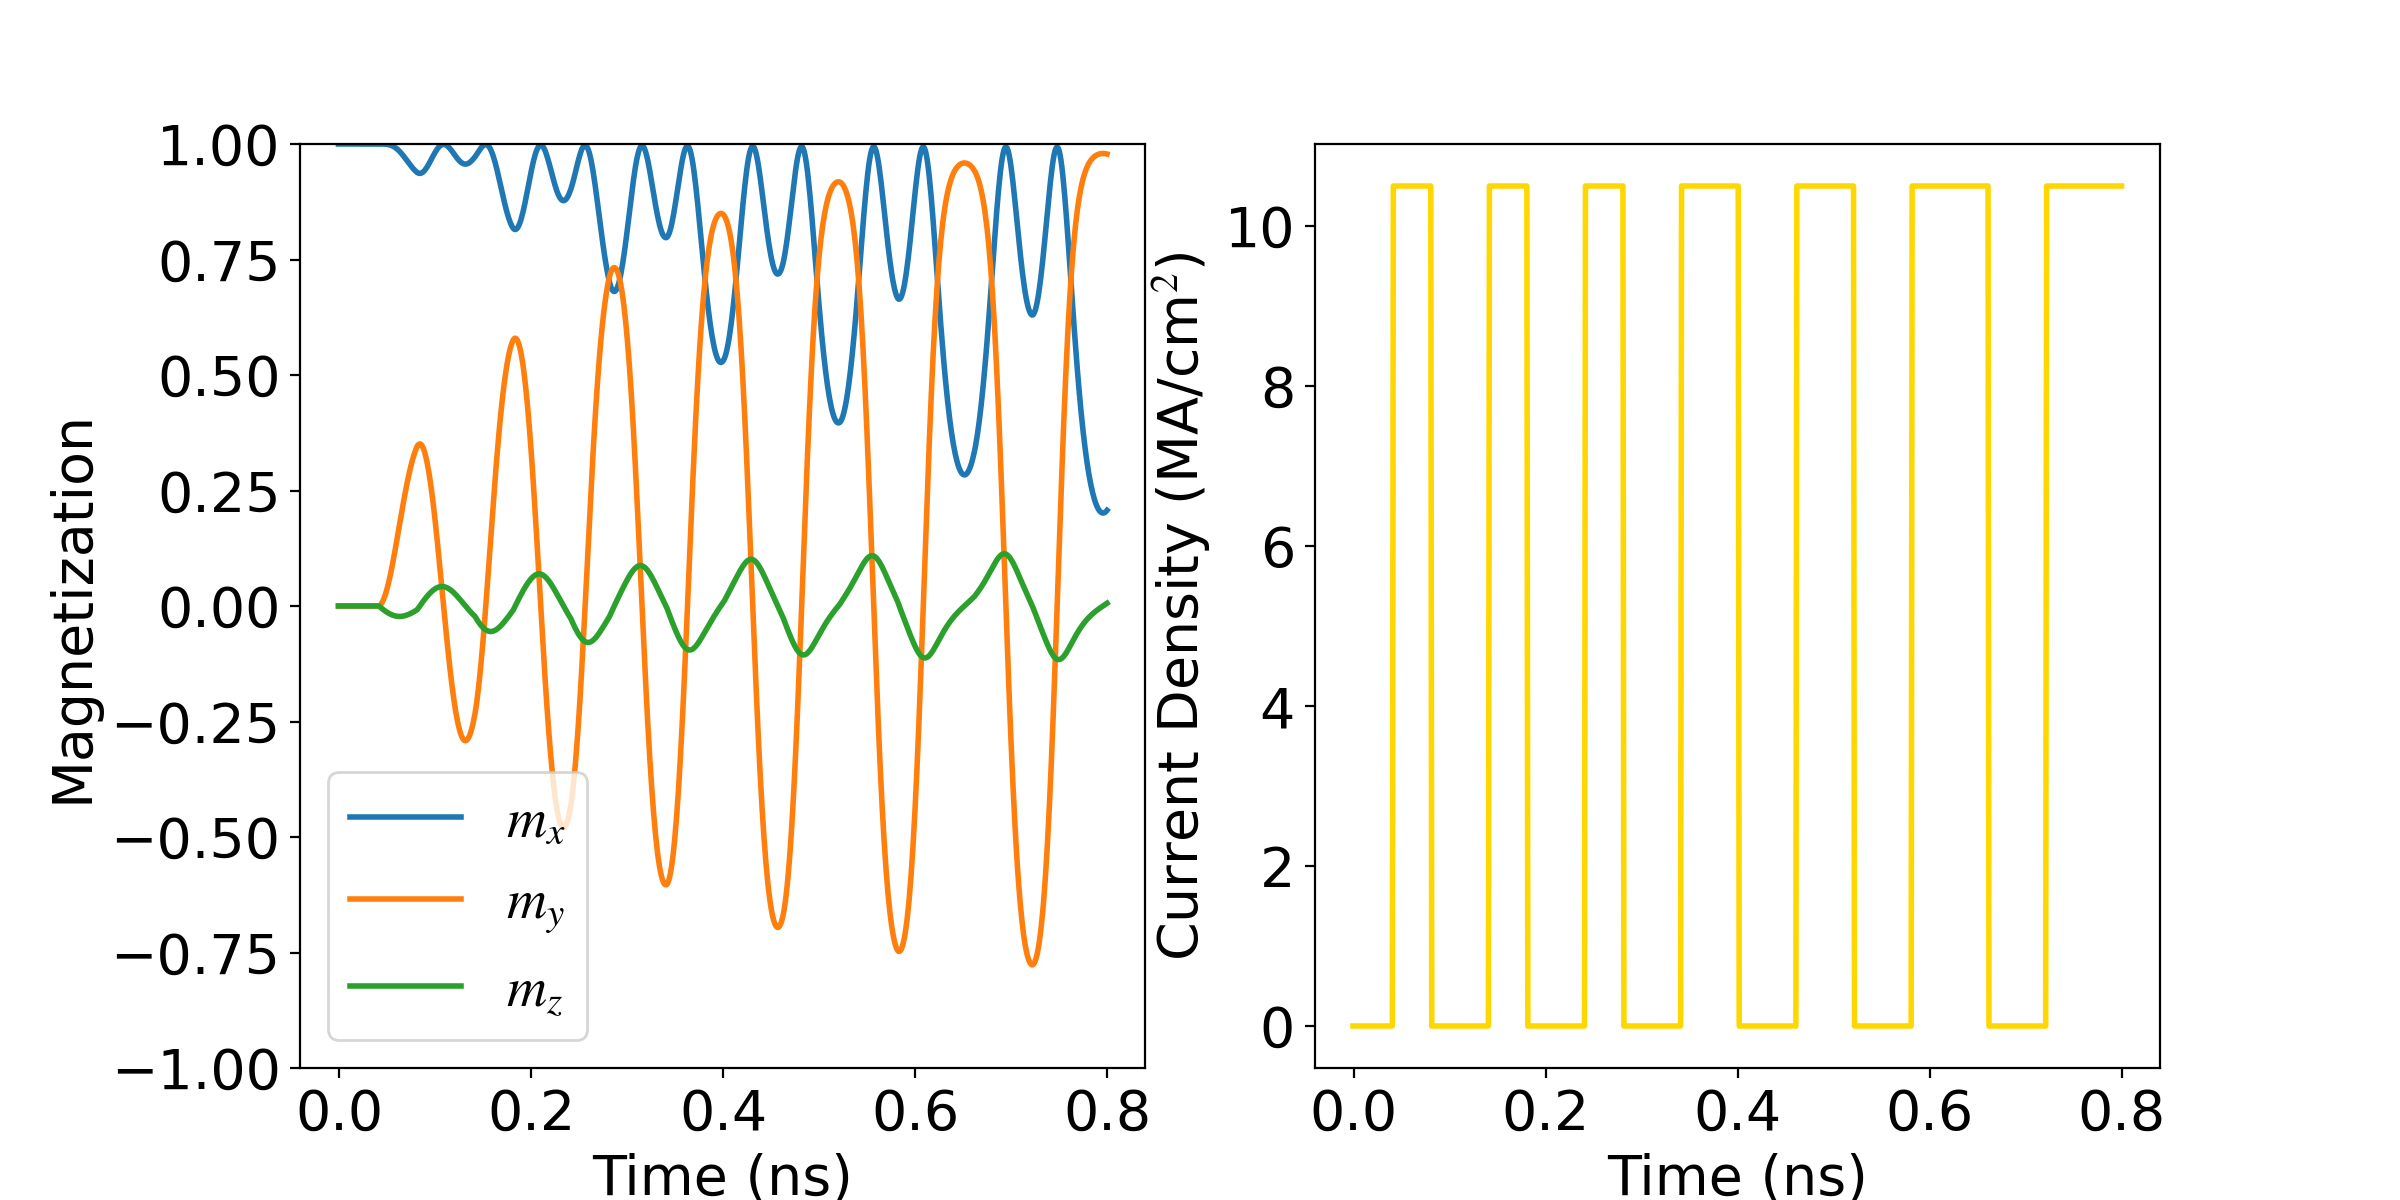 1.00
0.75
0.50
0.25
0.00
−0.25
−0.50
−0.75
−1.00
Magnetization
m_x
m_y
m_z
0.0 0.2 0.4 0.6 0.8
Time (ns)
10
8
6
4
2
0
Current Density (MA/cm²)
0.0 0.2 0.4 0.6 0.8
Time (ns)